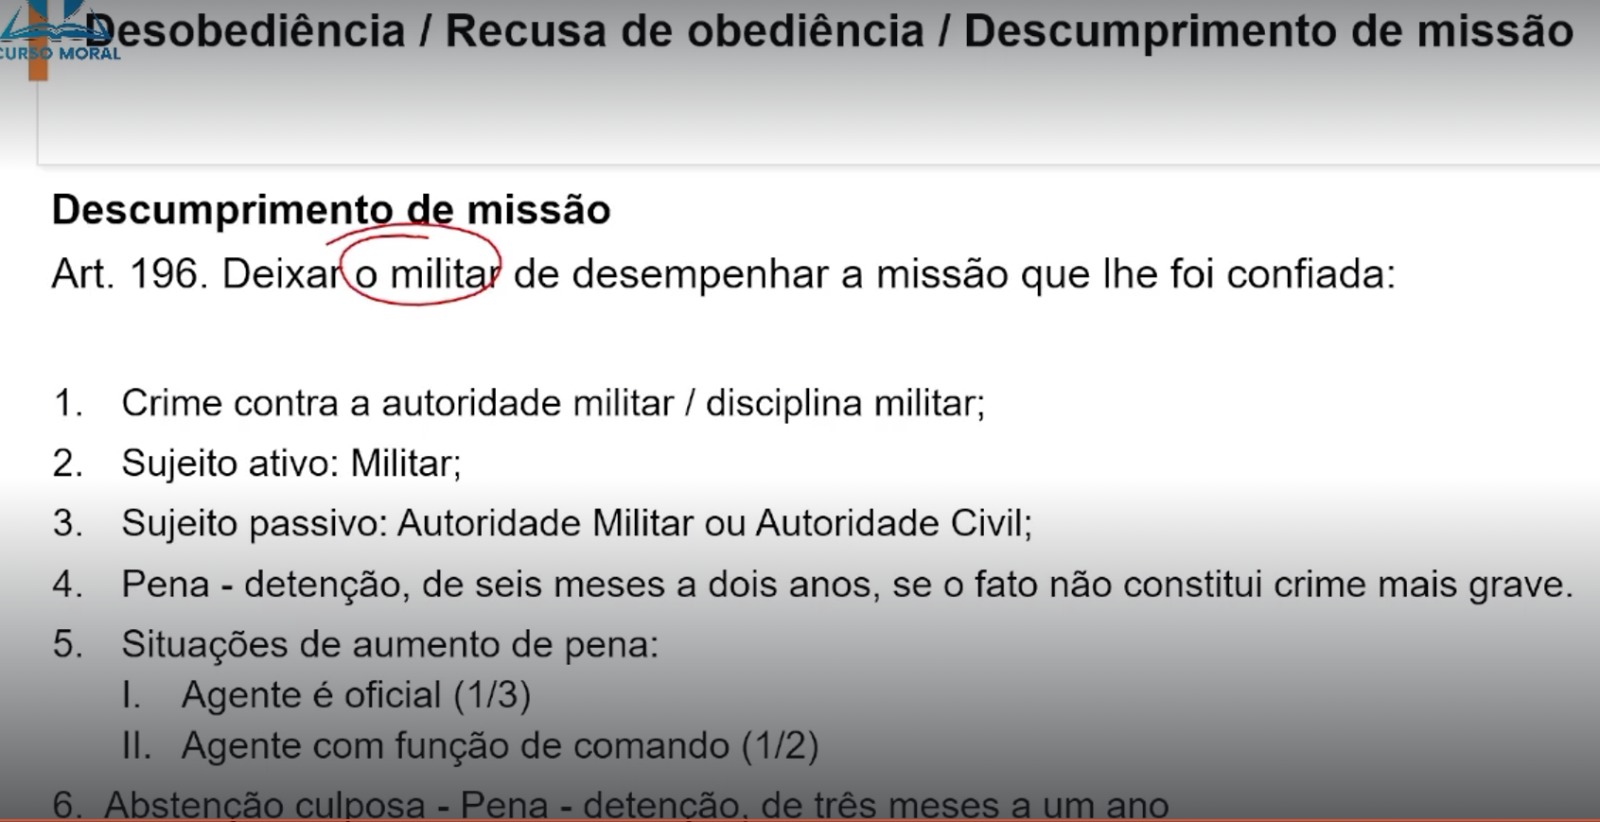 Desobediência / Recusa de obediência / Descumprimento de missão
CURSO MORAL
Descumprimento de missão
Art. 196. Deixar o militar de desempenhar a missão que lhe foi confiada:
1. Crime contra a autoridade militar / disciplina militar;
2. Sujeito ativo: Militar;
3. Sujeito passivo: Autoridade Militar ou Autoridade Civil;
4. Pena - detenção, de seis meses a dois anos, se o fato não constitui crime mais grave.
5. Situações de aumento de pena:
I. Agente é oficial (1/3)
II. Agente com função de comando (1/2)
6. Abstenção culposa - Pena - detenção, de três meses a um ano